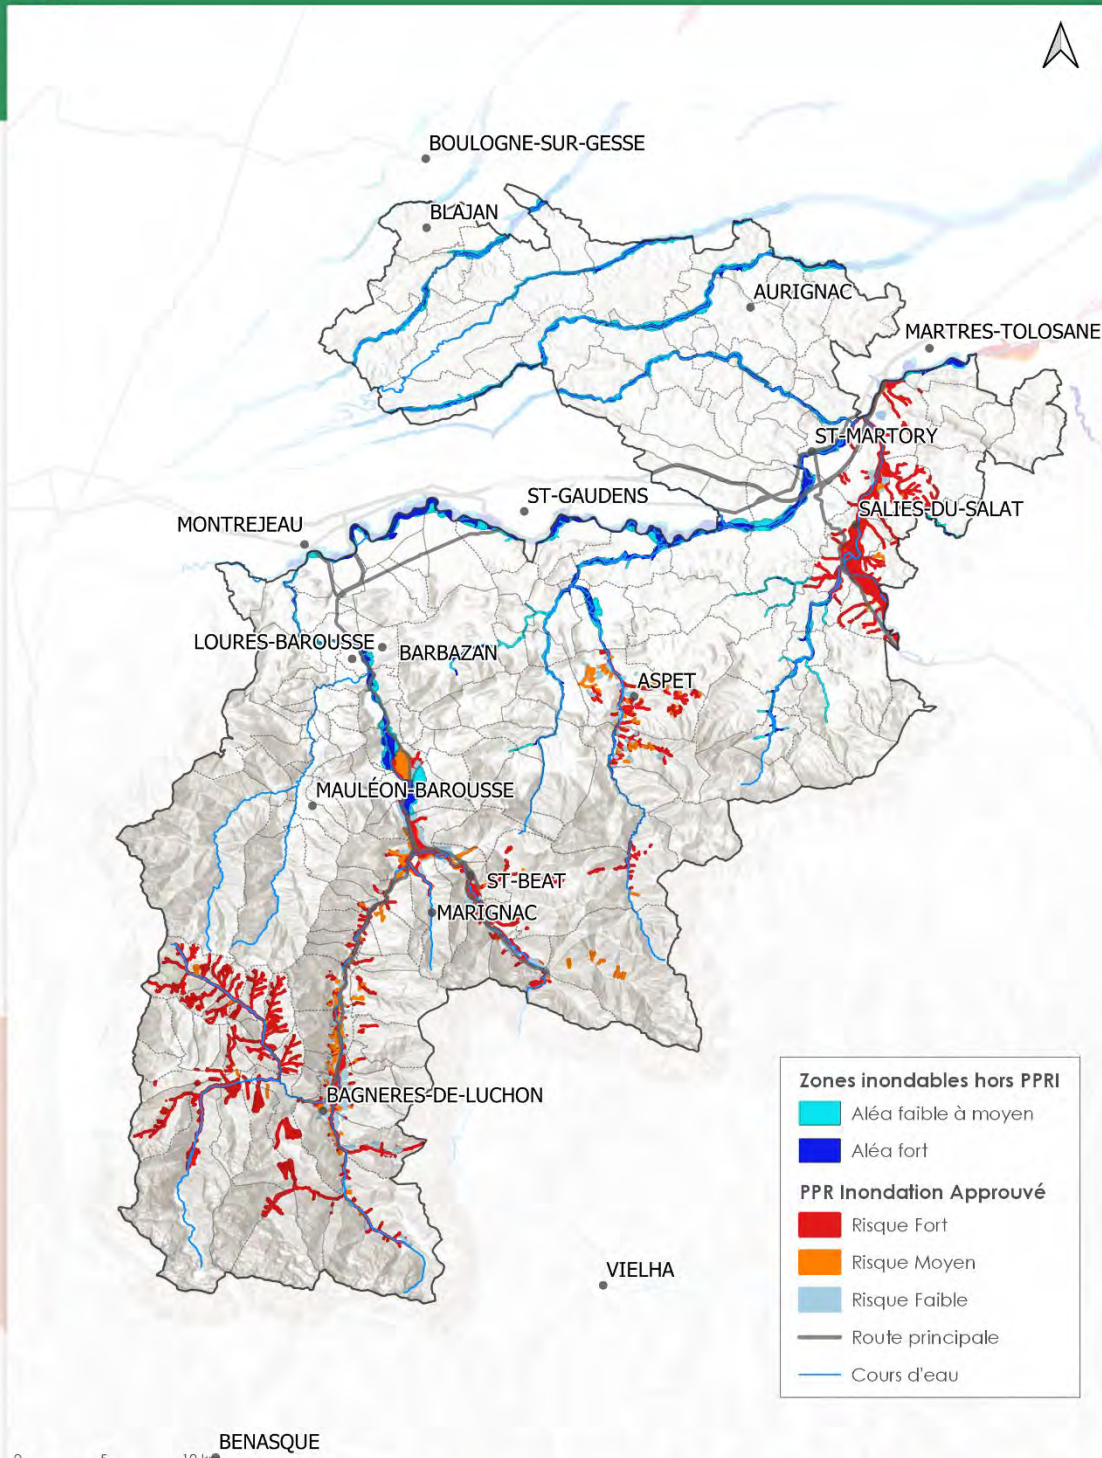 BOULOGNE-SUR-GESSE
BLAJAN
AURIGNAC
MARTRES-TOLOSANE
ST-MARTORY
ST-GAUDENS
SALIES-DU-SALAT
MONTREJEAU
LOURES-BAROUSSE
BARBAZAN
ASPET
MAULÉON-BAROUSSE
ST-BEAT
MARIGNAC
BAGNERES-DE-LUCHON
VIELHA
Zones inondables hors PPRI
Aléa faible à moyen
Aléa fort
PPR Inondation Approuvé
Risque Fort
Risque Moyen
Risque Faible
Route principale
Cours d'eau
BENASQUE